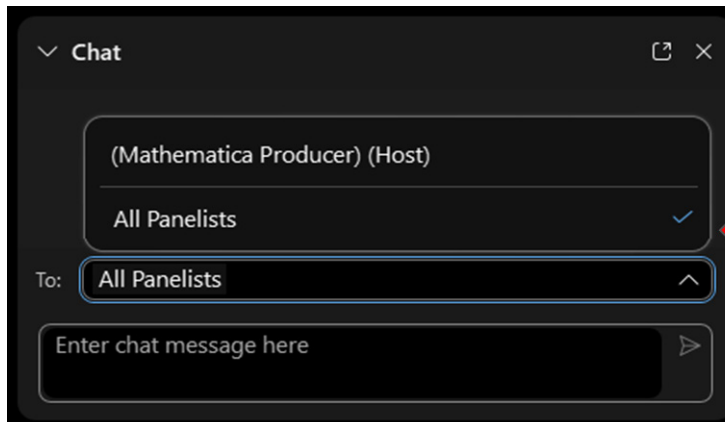 Chat
(Mathematica Producer) (Host)
All Panelists
To: All Panelists
Enter chat message here